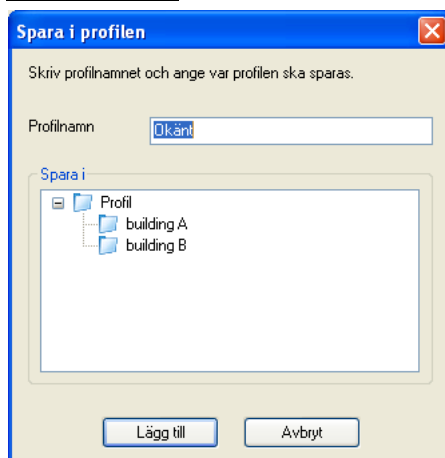 Spara i profilen
Skriv profilnamnet och ange var profilen ska sparas.
Profilnamn Okänt
Spara i
Profil
building A
building B
Lägg till Avbryt